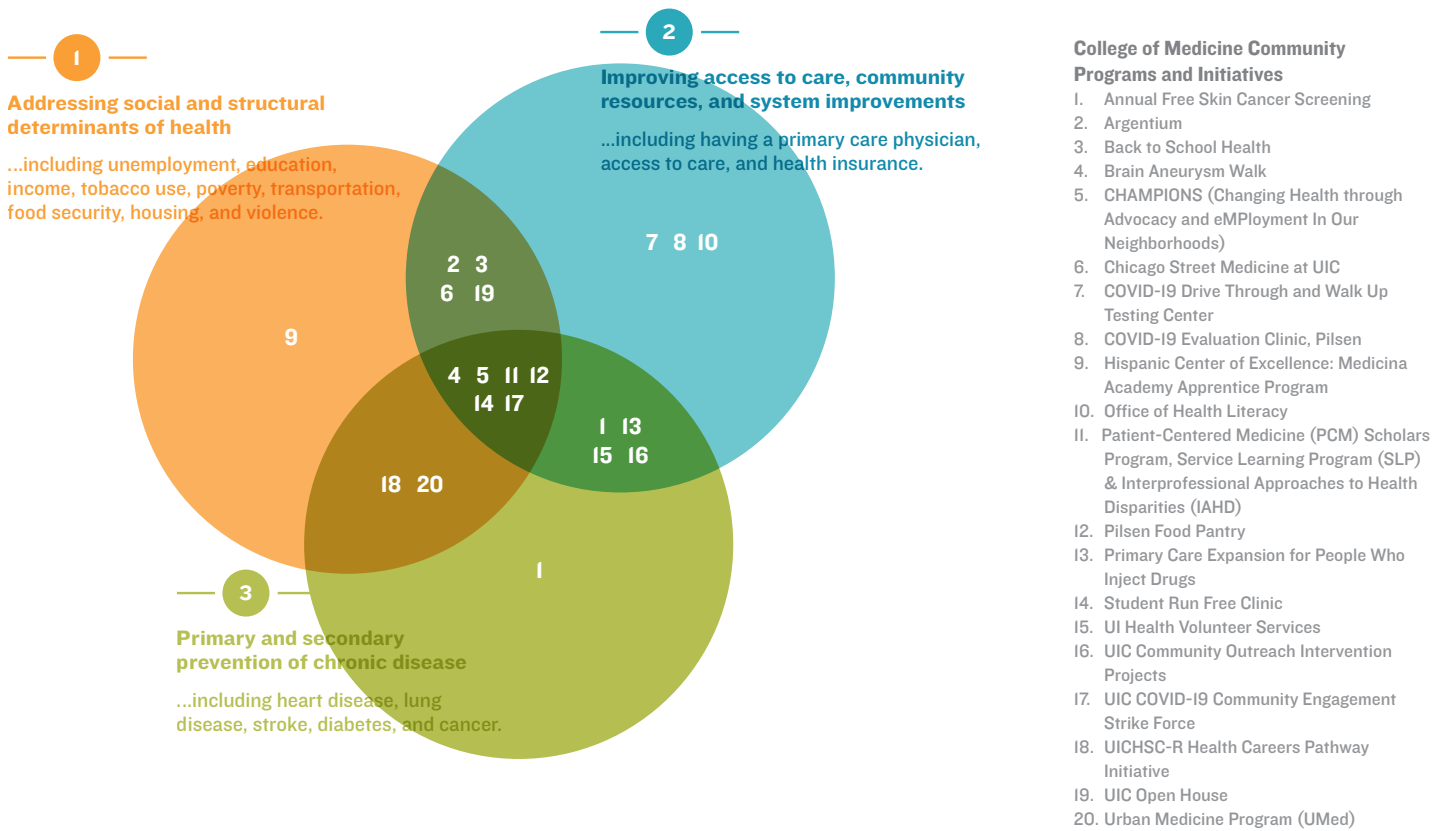 1
Addressing social and structural
determinants of health
...including unemployment, education,
income, tobacco use, poverty, transportation,
food security, housing, and violence.
2
Improving access to care, community
resources, and system improvements
...including having a primary care physician,
access to care, and health insurance.
7 8 10
2 3
6 19
9
4 5 11 12
14 17
1 13
15 16
18 20
1
3
Primary and secondary
prevention of chronic disease
...including heart disease, lung
disease, stroke, diabetes, and cancer.
College of Medicine Community
Programs and Initiatives
1. Annual Free Skin Cancer Screening
2. Argentium
3. Back to School Health
4. Brain Aneurysm Walk
5. CHAMPIONS (Changing Health through
Advocacy and eMPloyment In Our
Neighborhoods)
6. Chicago Street Medicine at UIC
7. COVID-19 Drive Through and Walk Up
Testing Center
8. COVID-19 Evaluation Clinic, Pilsen
9. Hispanic Center of Excellence: Medicina
Academy Apprentice Program
10. Office of Health Literacy
11. Patient-Centered Medicine (PCM) Scholars
Program, Service Learning Program (SLP)
& Interprofessional Approaches to Health
Disparities (IAHD)
12. Pilsen Food Pantry
13. Primary Care Expansion for People Who
Inject Drugs
14. Student Run Free Clinic
15. UI Health Volunteer Services
16. UIC Community Outreach Intervention
Projects
17. UIC COVID-19 Community Engagement
Strike Force
18. UICHSC-R Health Careers Pathway
Initiative
19. UIC Open House
20. Urban Medicine Program (UMed)